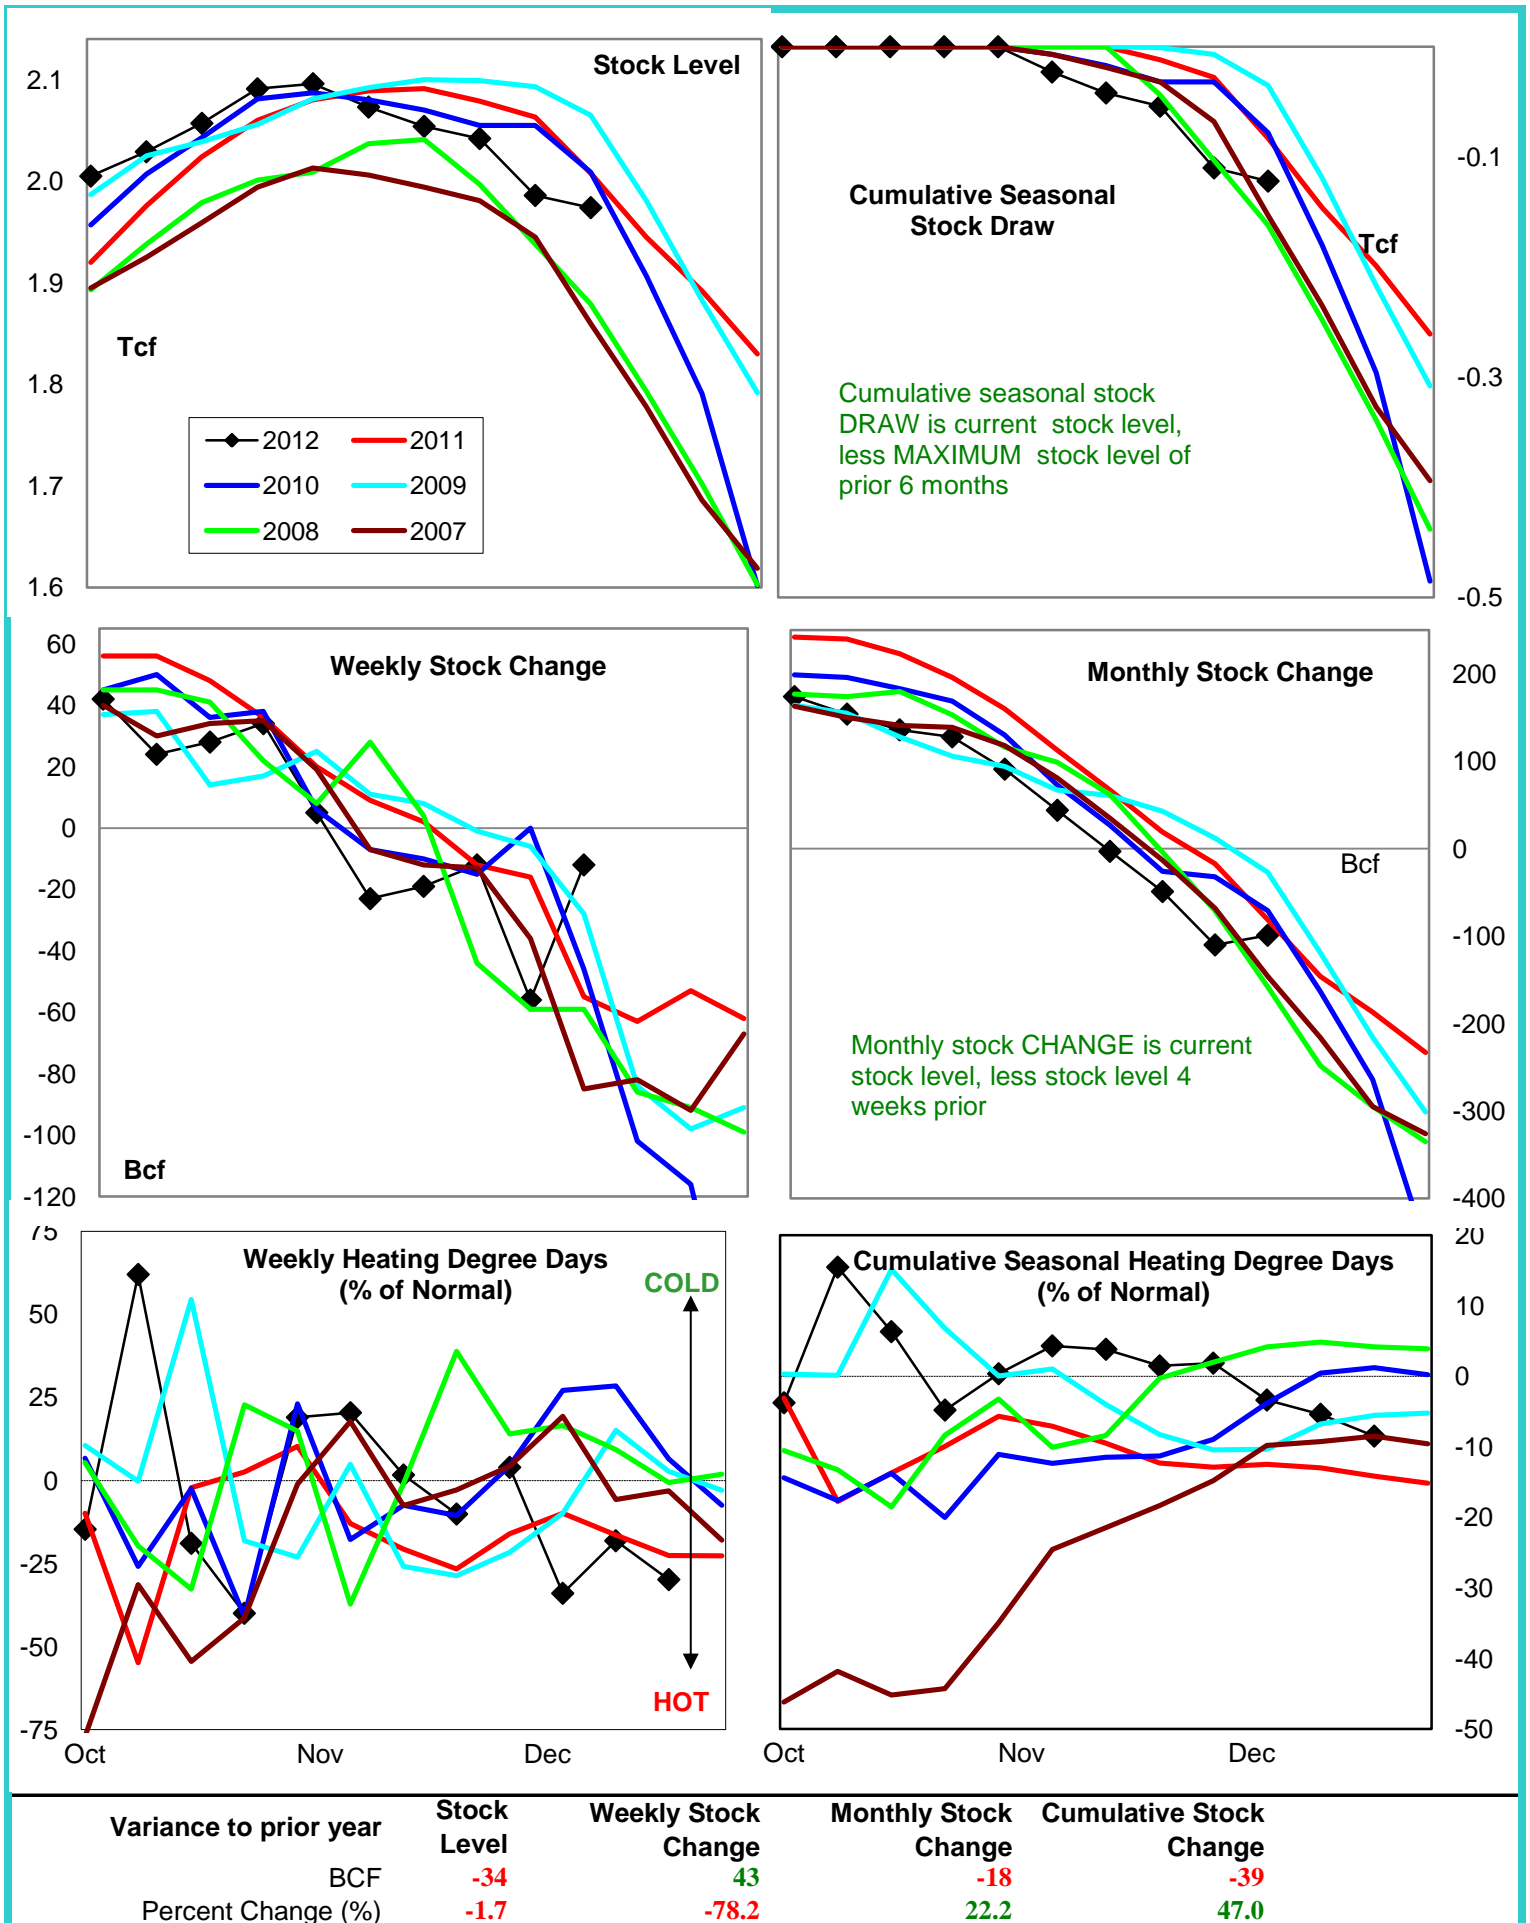 Stock Level
2.1
2.0
1.9
1.8
1.7
1.6
Tcf
2012 2011
2010 2009
2008 2007
Cumulative Seasonal
Stock Draw
Tcf
-0.1
-0.3
-0.5
Cumulative seasonal stock
DRAW is current stock level,
less MAXIMUM stock level of
prior 6 months
Weekly Stock Change
60
40
20
0
-20
-40
-60
-80
-100
-120
Bcf
Monthly Stock Change
200
100
0
-100
-200
-300
-400
Bcf
Monthly stock CHANGE is current
stock level, less stock level 4
weeks prior
Weekly Heating Degree Days
(% of Normal)
COLD
HOT
75
50
25
0
-25
-50
-75
Oct Nov Dec
Cumulative Seasonal Heating Degree Days
(% of Normal)
20
10
0
-10
-20
-30
-40
-50
Oct Nov Dec
Variance to prior year Stock Level Weekly Stock Change Monthly Stock Change Cumulative Stock Change
BCF -34 43 -18 -39
Percent Change (%) -1.7 -78.2 22.2 47.0